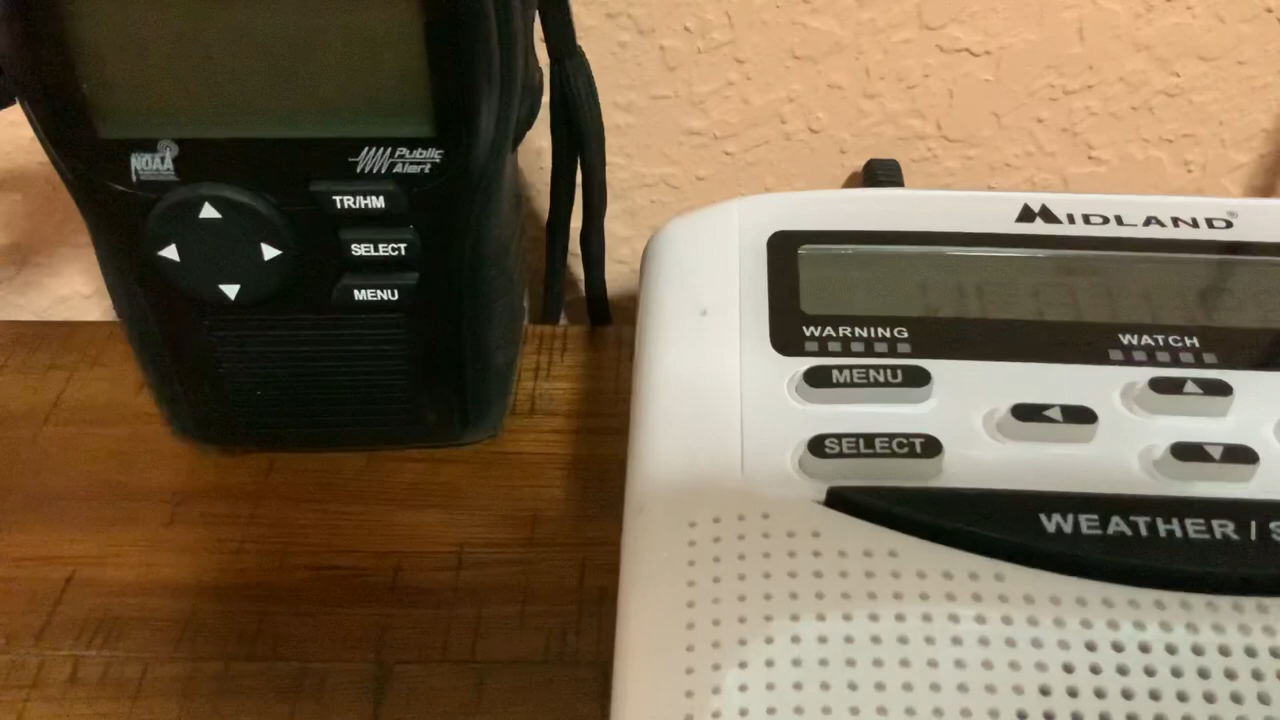 NOAA
Public
Alert
TR/HM
SELECT
MENU
MIDLAND®
WARNING
WATCH
MENU
SELECT
WEATHER / S